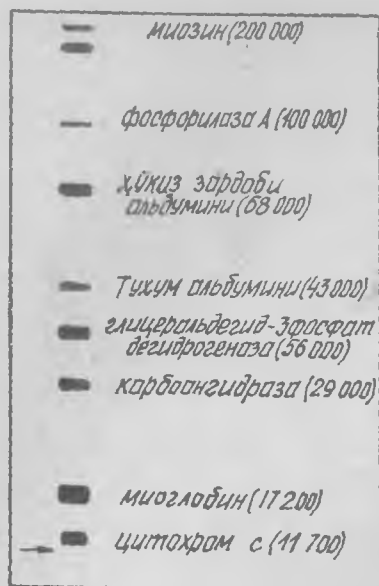 миозин (200 000)
фосфорилаза А (100 000)
ҳўкиз зардоби
альбумини (68 000)
Тухум альбумини (43 000)
глицеральдегид-3фосфат
дегидрогеназа (56 000)
карбоангидраза (29 000)
миоглобин (17 200)
цитохром с (11 700)